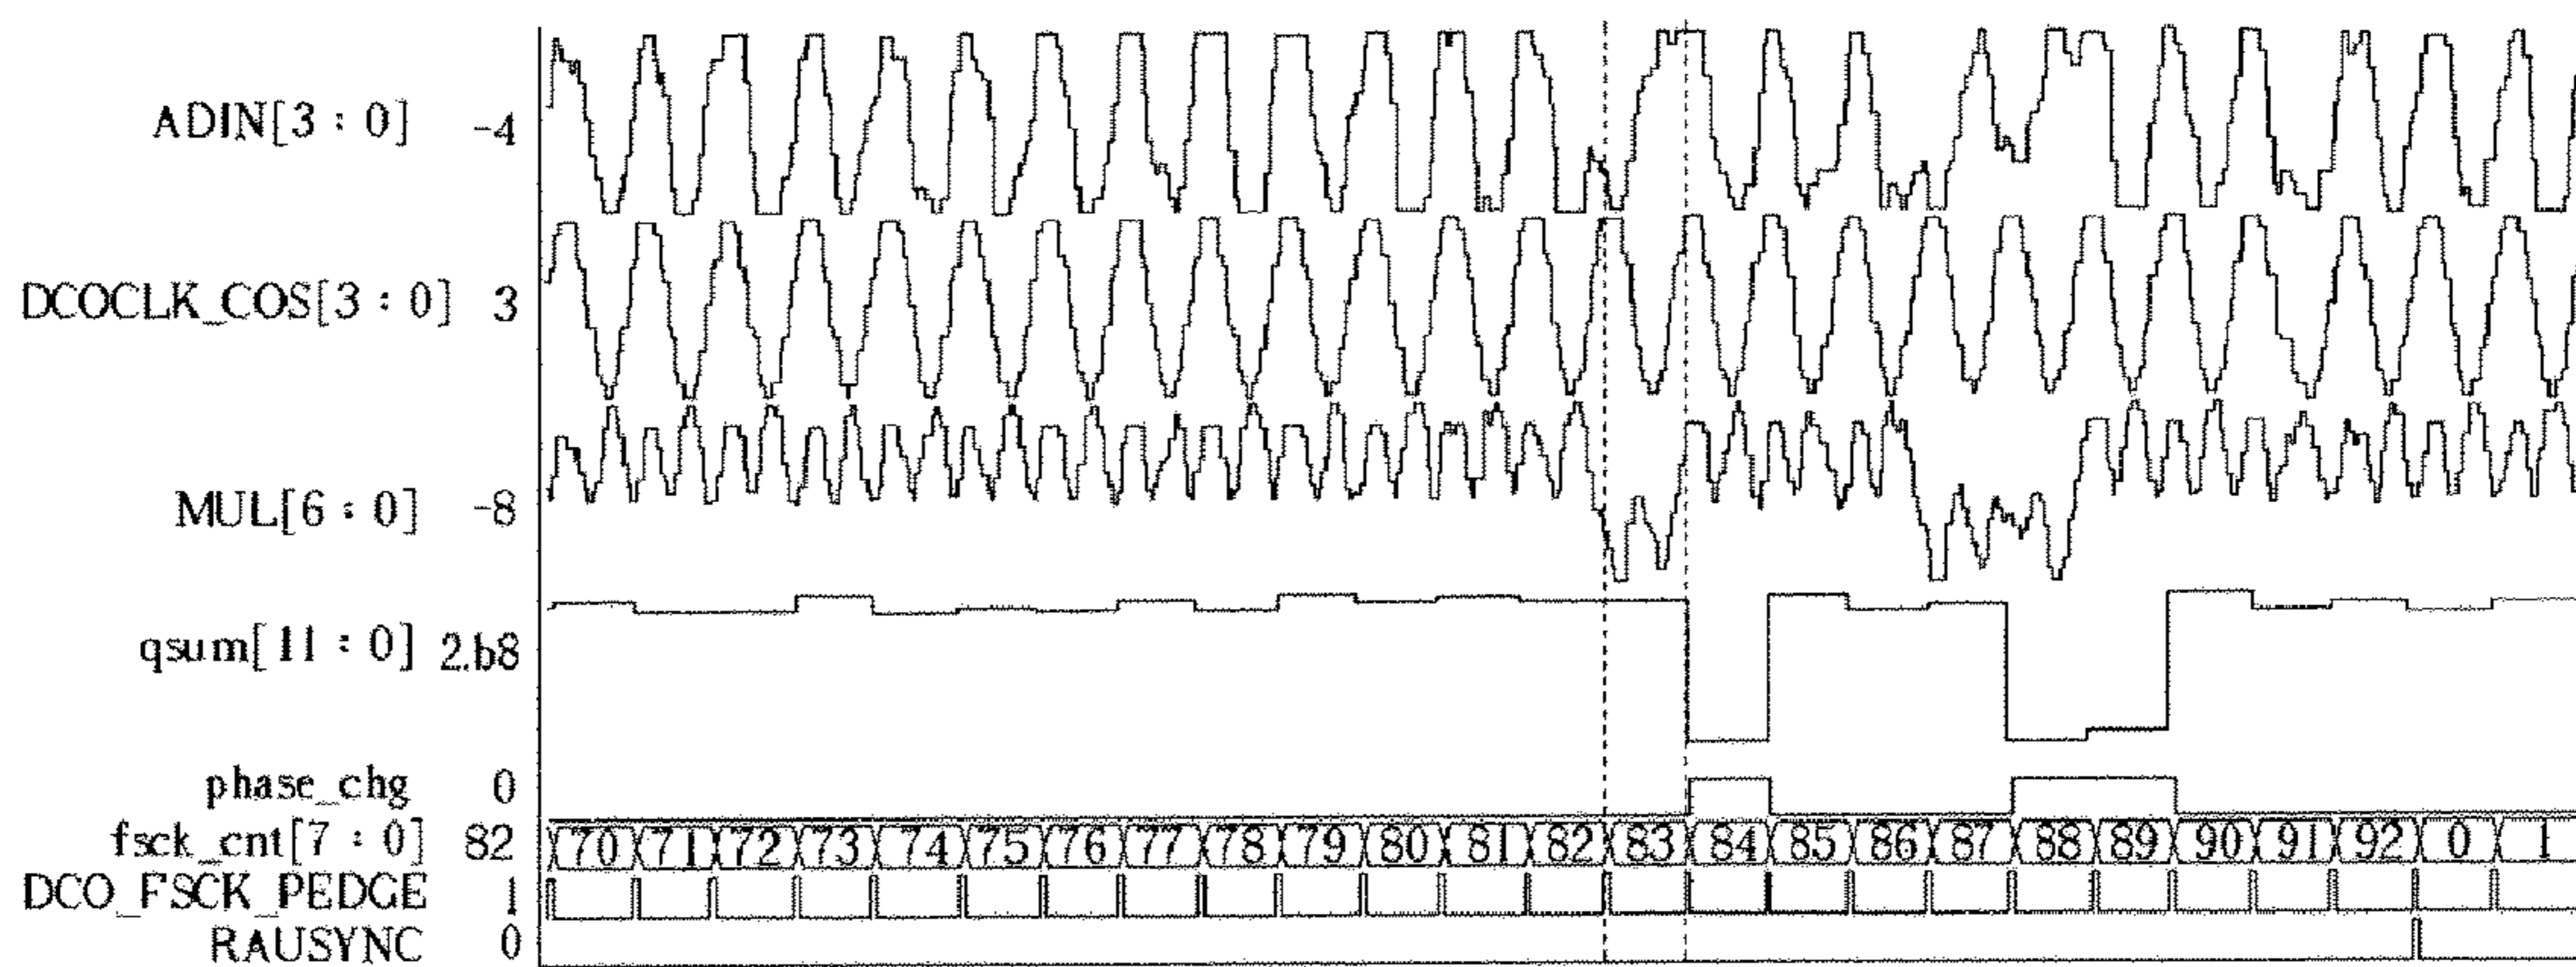 ADIN[3 : 0] -4
DCOCLK_COS[3 : 0] 3
MUL[6 : 0] -8
qsum[11 : 0] 2.b8
phase_chg 0
fsck_cnt[7 : 0] 82 70 71 72 73 74 75 76 77 78 79 80 81 82 83 84 85 86 87 88 89 90 91 92 0 1
DCO_FSCK_PEDGE 1
RAUSYNC 0